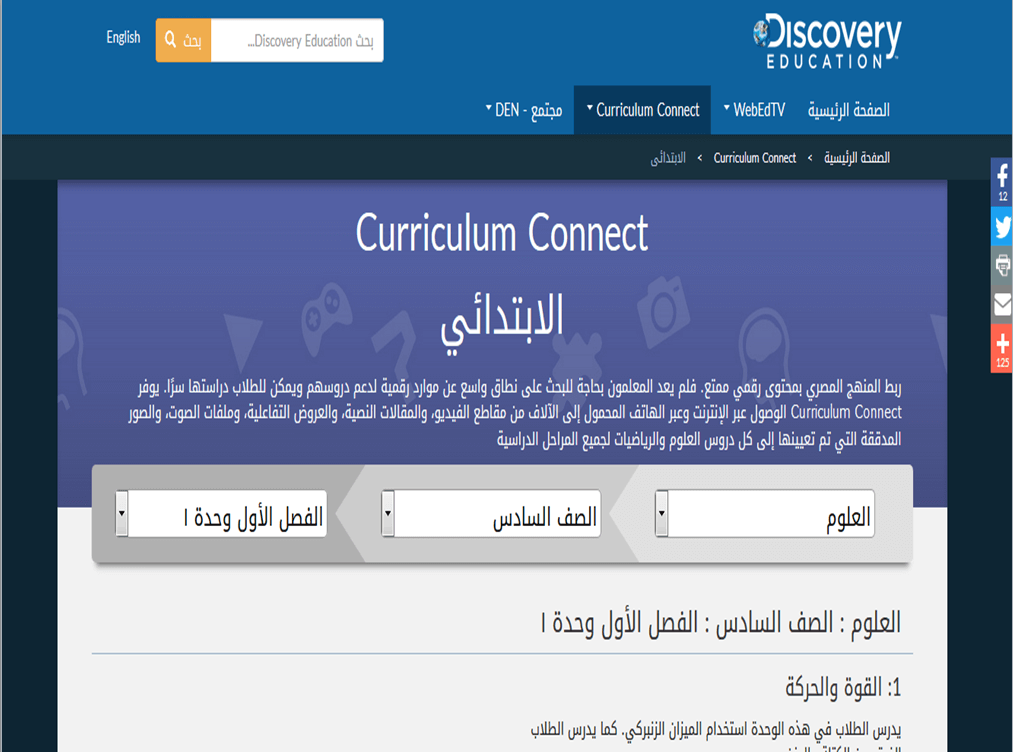 Discovery
EDUCATION
بحث Discovery Education...
بحث
English
الصفحة الرئيسية
WebEdTV
Curriculum Connect
مجتمع - DEN
الصفحة الرئيسية > Curriculum Connect > الابتدائى
12
125
Curriculum Connect
الابتدائي
ربط المنهج المصري بمحتوى رقمي ممتع. فلم يعد المعلمون بحاجة للبحث على نطاق واسع عن موارد رقمية لدعم دروسهم ويمكن للطلاب دراستها سرًا. يوفر
Curriculum Connect الوصول عبر الإنترنت وعبر الهاتف المحمول إلى الآلاف من مقاطع الفيديو، والمقالات النصية، والعروض التفاعلية، وملفات الصوت، والصور
المدققة التي تم تعيينها إلى كل دروس العلوم والرياضيات لجميع المراحل الدراسية
العلوم
الصف السادس
الفصل الأول وحدة ١
العلوم : الصف السادس : الفصل الأول وحدة ١
1: القوة والحركة
يدرس الطلاب في هذه الوحدة استخدام الميزان الزنبركي. كما يدرس الطلاب